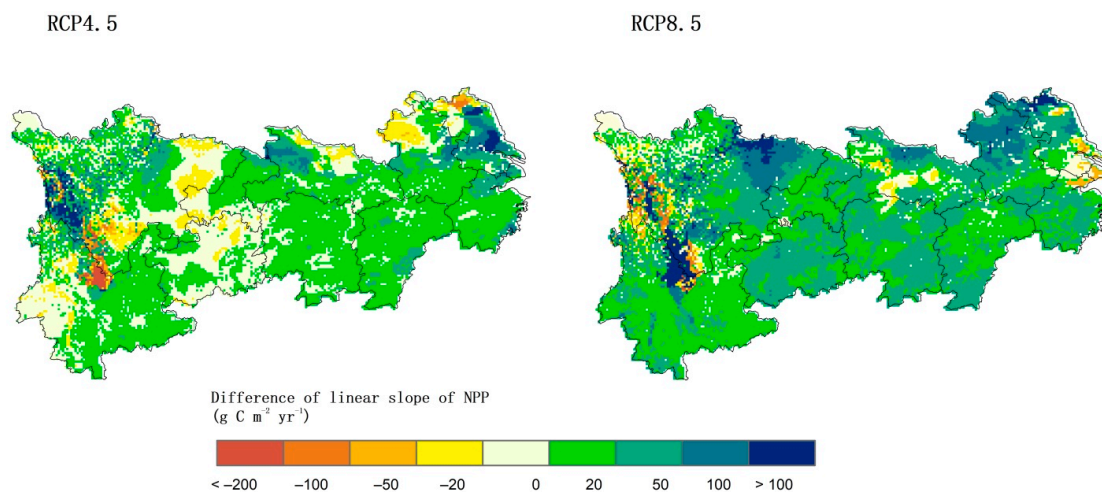 RCP4.5 RCP8.5
Difference of linear slope of NPP
(g C m⁻² yr⁻¹)
< –200 –100 –50 –20 0 20 50 100 > 100